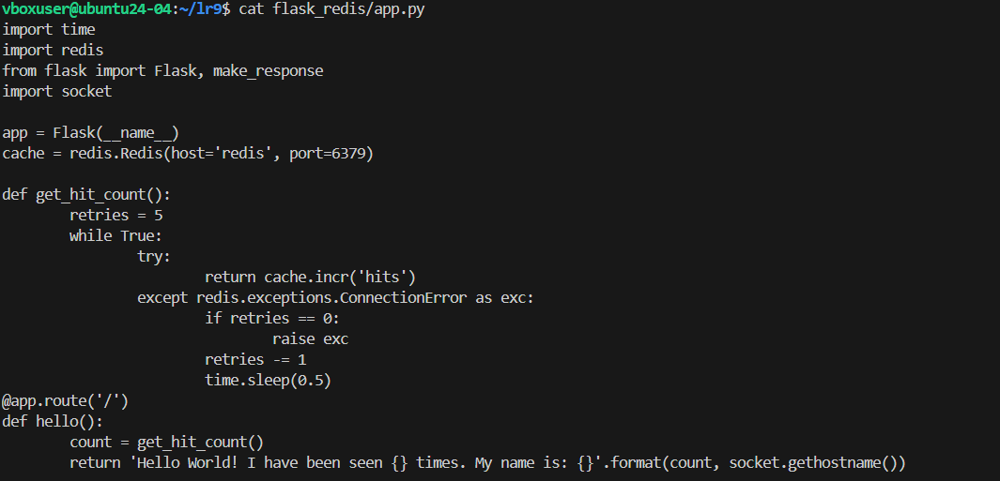 vboxuser@ubuntu24-04:~/lr9$ cat flask_redis/app.py
import time
import redis
from flask import Flask, make_response
import socket

app = Flask(__name__)
cache = redis.Redis(host='redis', port=6379)

def get_hit_count():
        retries = 5
        while True:
                try:
                        return cache.incr('hits')
                except redis.exceptions.ConnectionError as exc:
                        if retries == 0:
                                raise exc
                        retries -= 1
                        time.sleep(0.5)
@app.route('/')
def hello():
        count = get_hit_count()
        return 'Hello World! I have been seen {} times. My name is: {}'.format(count, socket.gethostname())